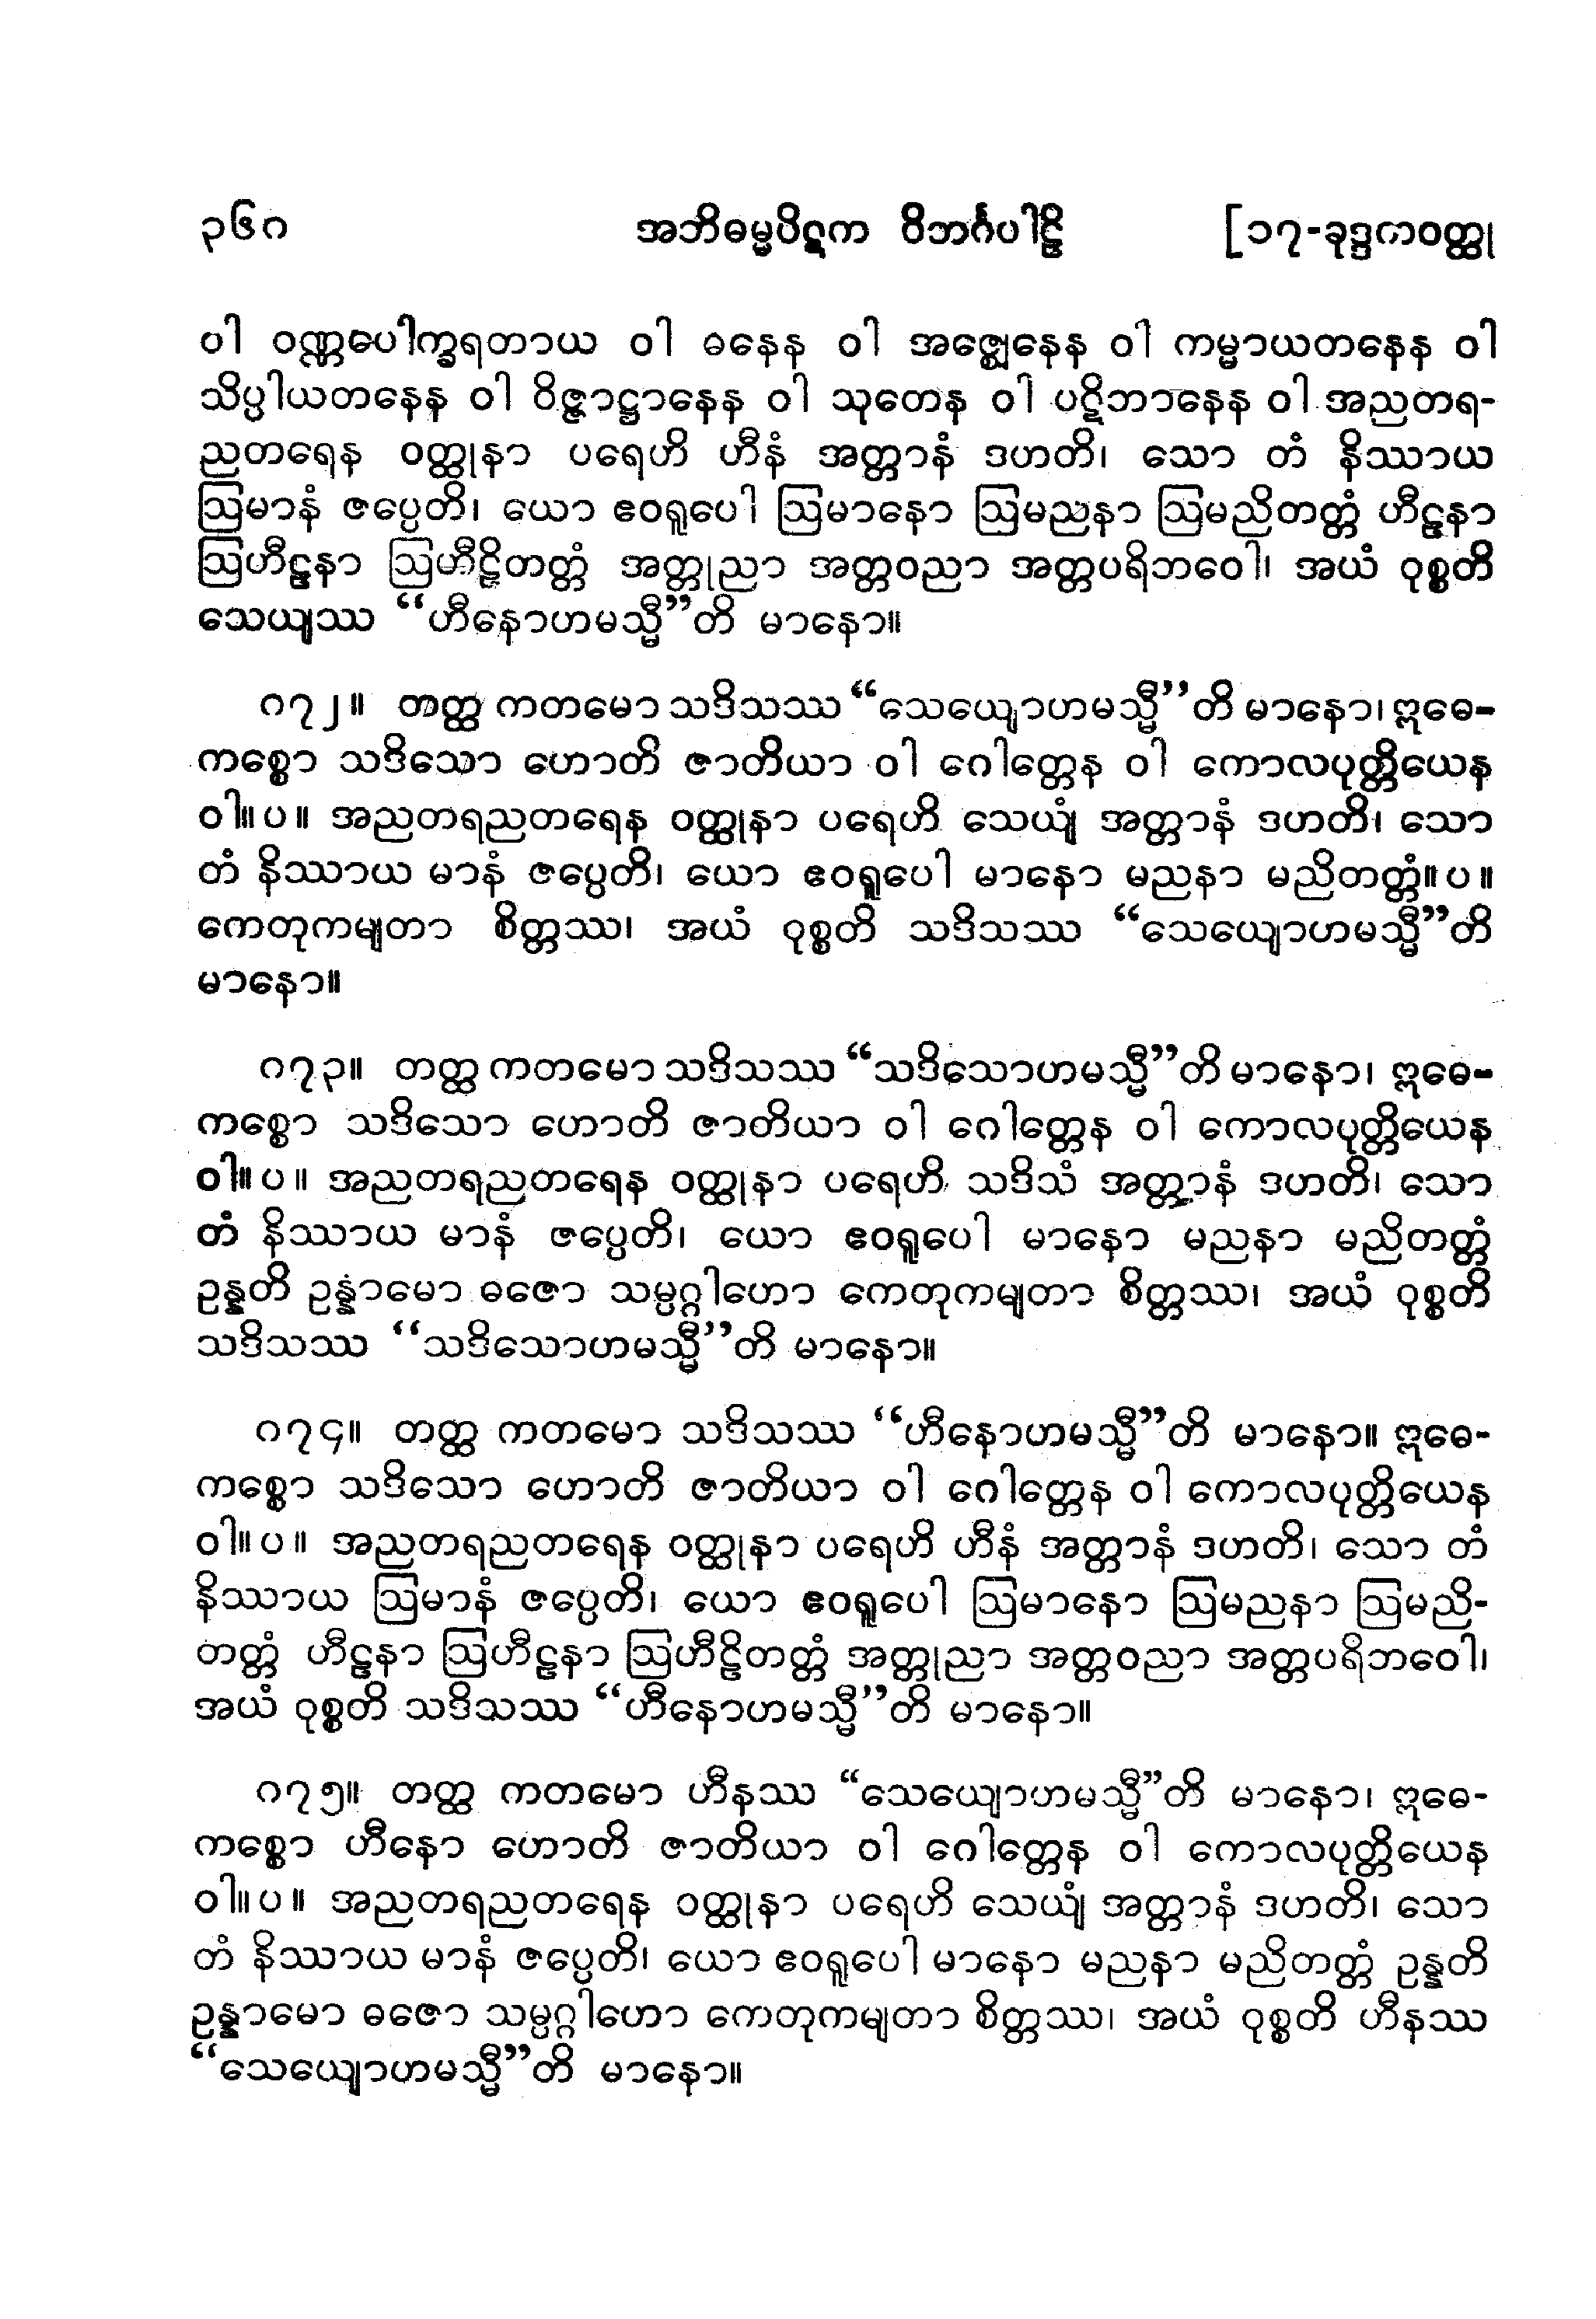 ၃၆၈ အဘိဓမ္မပိဋက ဝိဘင်္ဂပါဠိ [၁၇-ခုဒ္ဒကဝတ္ထု
ဝါ ဝဏ္ဏပေါက္ခရတာယ ဝါ ဓနေန ဝါ အဇ္ဈေနေန ဝါ ကမ္မာယတနေန ဝါ
သိပ္ပါယတနေန ဝါ ဝိဇ္ဇာဋ္ဌာနေန ဝါ သုတေန ဝါ ပဋိဘာနေန ဝါ အညတရ-
ညတရေန ဝတ္ထုနာ ပရေဟိ ဟီနံ အတ္တာနံ ဒဟတိ၊ သော တံ နိဿာယ
ဩမာနံ ဇပ္ပေတိ၊ ယော ဧဝရူပေါ ဩမာနော ဩမညနာ ဩမညိတတ္တံ ဟီဠနာ
ဩဟီဠနာ ဩဟီဠိတတ္တံ အတ္တုညာ အတ္တဝညာ အတ္တပရိဘဝေါ၊ အယံ ဝုစ္စတိ
သေယျဿ “ဟီနောဟမသ္မီ”တိ မာနော။
၈၇၂။ တတ္ထ ကတမော သဒိသဿ “သေယျောဟမသ္မီ”တိ မာနော၊ ဣဓေ-
ကစ္စော သဒိသော ဟောတိ ဇာတိယာ ဝါ ဂေါတ္တေန ဝါ ကောလပုတ္တိယေန
ဝါ။ပ။ အညတရညတရေန ဝတ္ထုနာ ပရေဟိ သေယျံ အတ္တာနံ ဒဟတိ၊ သော
တံ နိဿာယ မာနံ ဇပ္ပေတိ၊ ယော ဧဝရူပေါ မာနော မညနာ မညိတတ္တံ။ပ။
ကေတုကမျတာ စိတ္တဿ၊ အယံ ဝုစ္စတိ သဒိသဿ “သေယျောဟမသ္မီ”တိ
မာနော။
၈၇၃။ တတ္ထ ကတမော သဒိသဿ “သဒိသောဟမသ္မီ”တိ မာနော၊ ဣဓေ-
ကစ္စော သဒိသော ဟောတိ ဇာတိယာ ဝါ ဂေါတ္တေန ဝါ ကောလပုတ္တိယေန
ဝါ။ပ။ အညတရညတရေန ဝတ္ထုနာ ပရေဟိ သဒိသံ အတ္တာနံ ဒဟတိ၊ သော
တံ နိဿာယ မာနံ ဇပ္ပေတိ၊ ယော ဧဝရူပေါ မာနော မညနာ မညိတတ္တံ
ဥန္နတိ ဥန္နာမော ဓဇော သမ္ပဂ္ဂါဟော ကေတုကမျတာ စိတ္တဿ၊ အယံ ဝုစ္စတိ
သဒိသဿ “သဒိသောဟမသ္မီ”တိ မာနော။
၈၇၄။ တတ္ထ ကတမော သဒိသဿ “ဟီနောဟမသ္မီ”တိ မာနော။ ဣဓေ-
ကစ္စော သဒိသော ဟောတိ ဇာတိယာ ဝါ ဂေါတ္တေန ဝါ ကောလပုတ္တိယေန
ဝါ။ပ။ အညတရညတရေန ဝတ္ထုနာ ပရေဟိ ဟီနံ အတ္တာနံ ဒဟတိ၊ သော တံ
နိဿာယ ဩမာနံ ဇပ္ပေတိ၊ ယော ဧဝရူပေါ ဩမာနော ဩမညနာ ဩမညိ-
တတ္တံ ဟီဠနာ ဩဟီဠနာ ဩဟီဠိတတ္တံ အတ္တုညာ အတ္တဝညာ အတ္တပရိဘဝေါ၊
အယံ ဝုစ္စတိ သဒိသဿ “ဟီနောဟမသ္မီ”တိ မာနော။
၈၇၅။ တတ္ထ ကတမော ဟီနဿ “သေယျောဟမသ္မီ”တိ မာနော၊ ဣဓေ-
ကစ္စော ဟီနော ဟောတိ ဇာတိယာ ဝါ ဂေါတ္တေန ဝါ ကောလပုတ္တိယေန
ဝါ။ပ။ အညတရညတရေန ဝတ္ထုနာ ပရေဟိ သေယျံ အတ္တာနံ ဒဟတိ၊ သော
တံ နိဿာယ မာနံ ဇပ္ပေတိ၊ ယော ဧဝရူပေါ မာနော မညနာ မညိတတ္တံ ဥန္နတိ
ဥန္နာမော ဓဇော သမ္ပဂ္ဂါဟော ကေတုကမျတာ စိတ္တဿ၊ အယံ ဝုစ္စတိ ဟီနဿ
“သေယျောဟမသ္မီ”တိ မာနော။